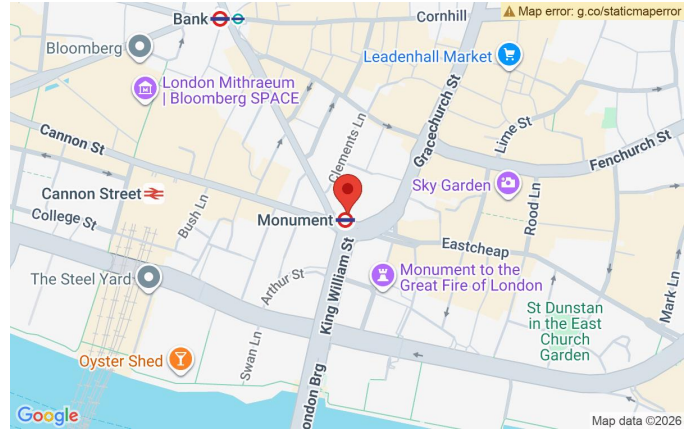 Map error: g.co/staticmaperror
Bank
Cornhill
Bloomberg
Leadenhall Market
London Mithraeum
| Bloomberg SPACE
Clements Ln
Gracechurch St
Lime St
Fenchurch St
Cannon St
Sky Garden
Rood Ln
Cannon Street
College St
Bush Ln
Monument
Eastcheap
King William St
Arthur St
Monument to the
Great Fire of London
The Steel Yard
Mark Ln
St Dunstan
in the East
Church
Garden
Swan Ln
Oyster Shed
ondon Brg
Google
Map data ©2026